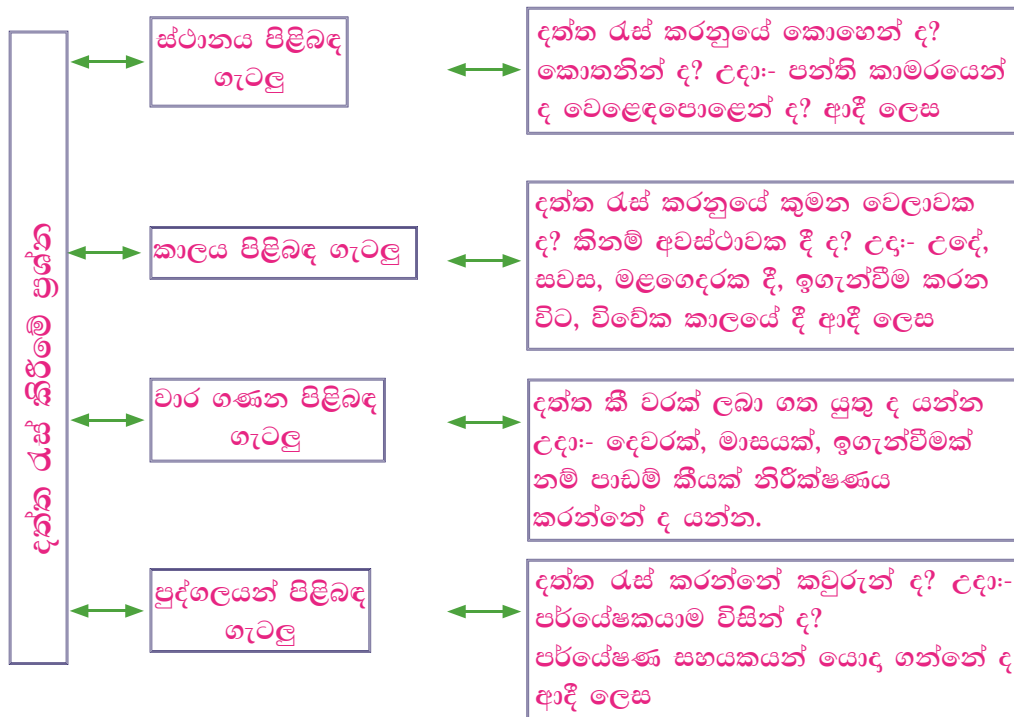 දත්ත රැස් කිරීමේ ප්‍රශ්න
ස්ථානය පිළිබඳ
ගැටලු
දත්ත රැස් කරනුයේ කොහෙන් ද?
කොතනින් ද? උදා:- පන්ති කාමරයෙන්
ද වෙළෙඳපොළෙන් ද? ආදී ලෙස
කාලය පිළිබඳ ගැටලු
දත්ත රැස් කරනුයේ කුමන වෙලාවක
ද? කිනම් අවස්ථාවක දී ද? උදා:- උදේ,
සවස, මළගෙදරක දී, ඉගැන්වීම කරන
විට, විවේක කාලයේ දී ආදී ලෙස
වාර ගණන පිළිබඳ
ගැටලු
දත්ත කී වරක් ලබා ගත යුතු ද යන්න
උදා:- දෙවරක්, මාසයක්, ඉගැන්වීමක්
නම් පාඩම් කීයක් නිරීක්ෂණය
කරන්නේ ද යන්න.
පුද්ගලයන් පිළිබඳ
ගැටලු
දත්ත රැස් කරන්නේ කවුරුන් ද? උදා:-
පර්යේෂකයාම විසින් ද?
පර්යේෂණ සහයකයන් යොදා ගන්නේ ද
ආදී ලෙස